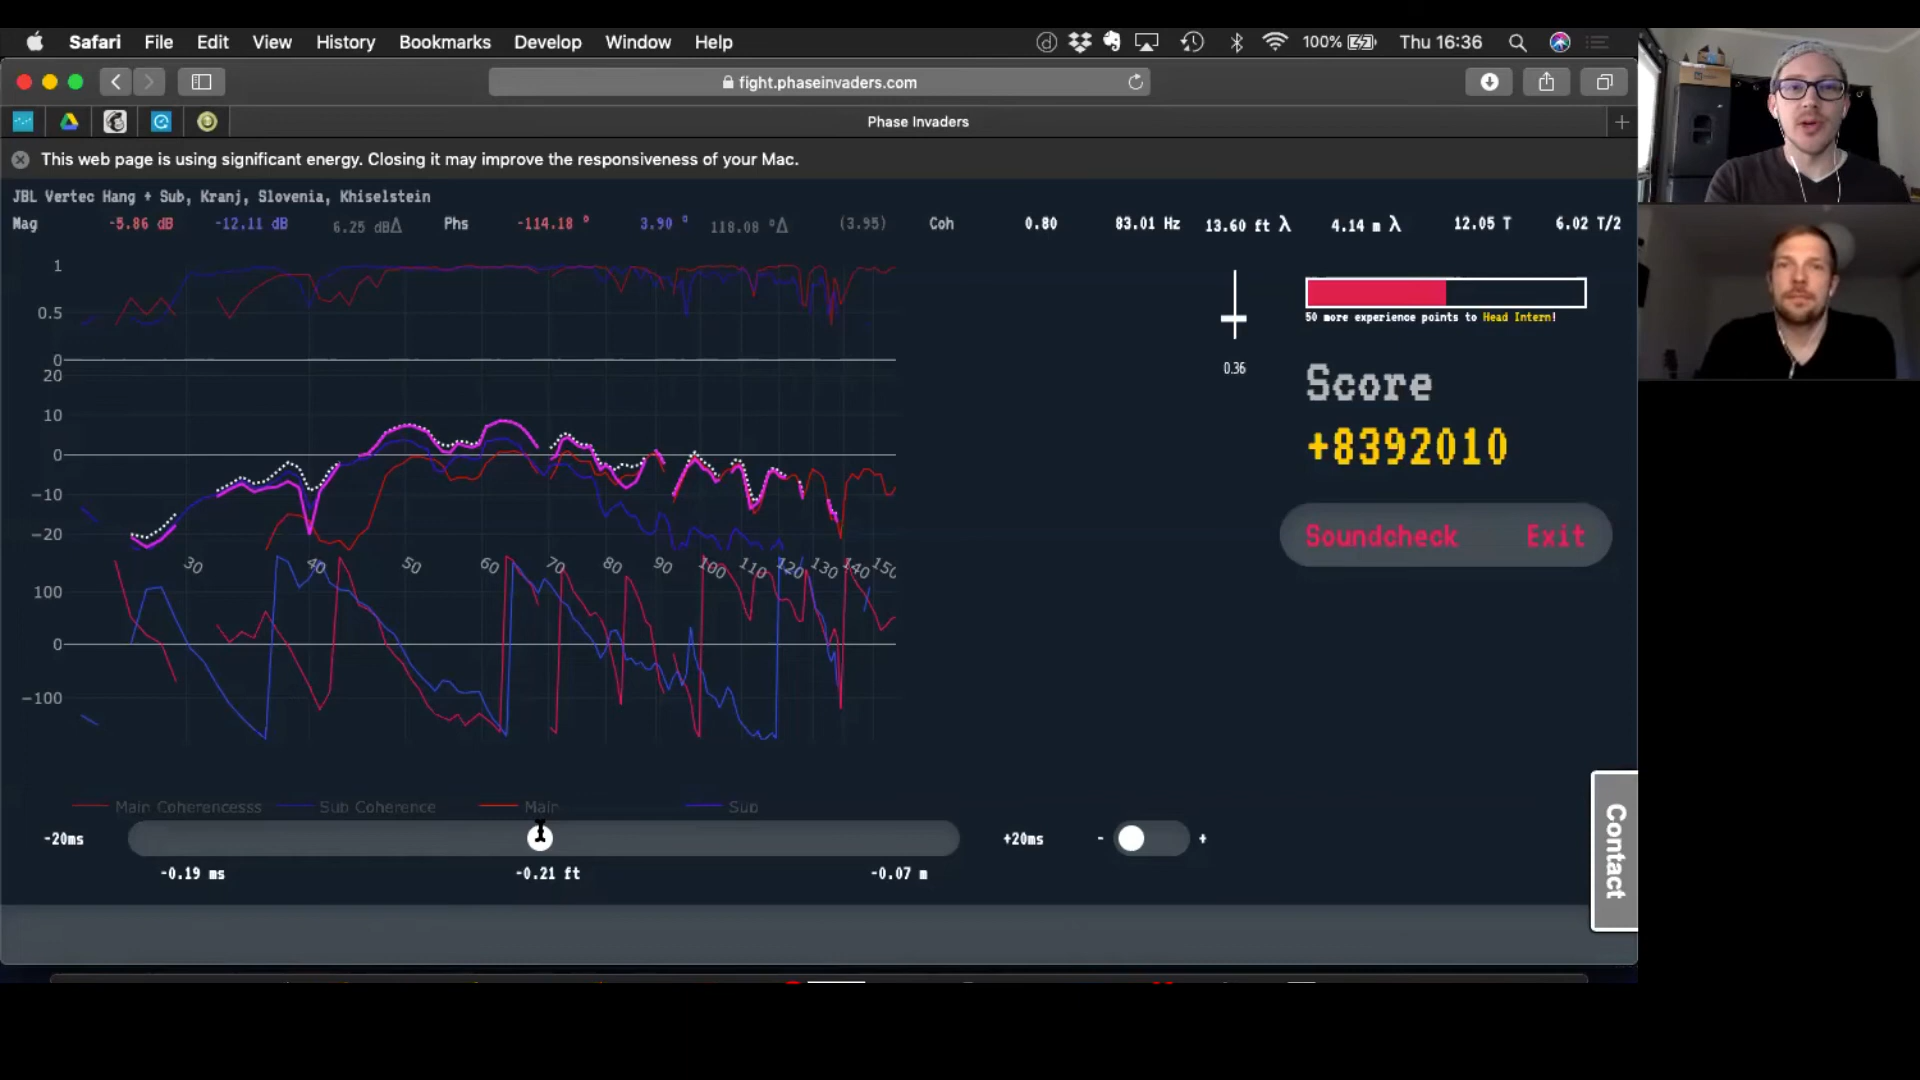 Safari File Edit View History Bookmarks Develop Window Help 100% Thu 16:36
fight.phaseinvaders.com
Phase Invaders
This web page is using significant energy. Closing it may improve the responsiveness of your Mac.
JBL Vertec Hang + Sub, Kranj, Slovenia, Khiselstein
Mag -5.86 dB -12.11 dB 6.25 dBΔ Phs -114.18 ° 3.90 ° 118.08 °Δ (3.95) Coh 0.80 83.01 Hz 13.60 ft λ 4.14 m λ 12.05 T 6.02 T/2
1
0.5
0
20
10
0
−10
−20
30 40 50 60 70 80 90 100 110 120 130 140 150
100
0
−100
0.36
50 more experience points to Head Intern!
Score
+8392010
Soundcheck Exit
Main Coherencesss Sub Coherence Main Sub
-20ms +20ms - +
-0.19 ms -0.21 ft -0.07 m
Contact